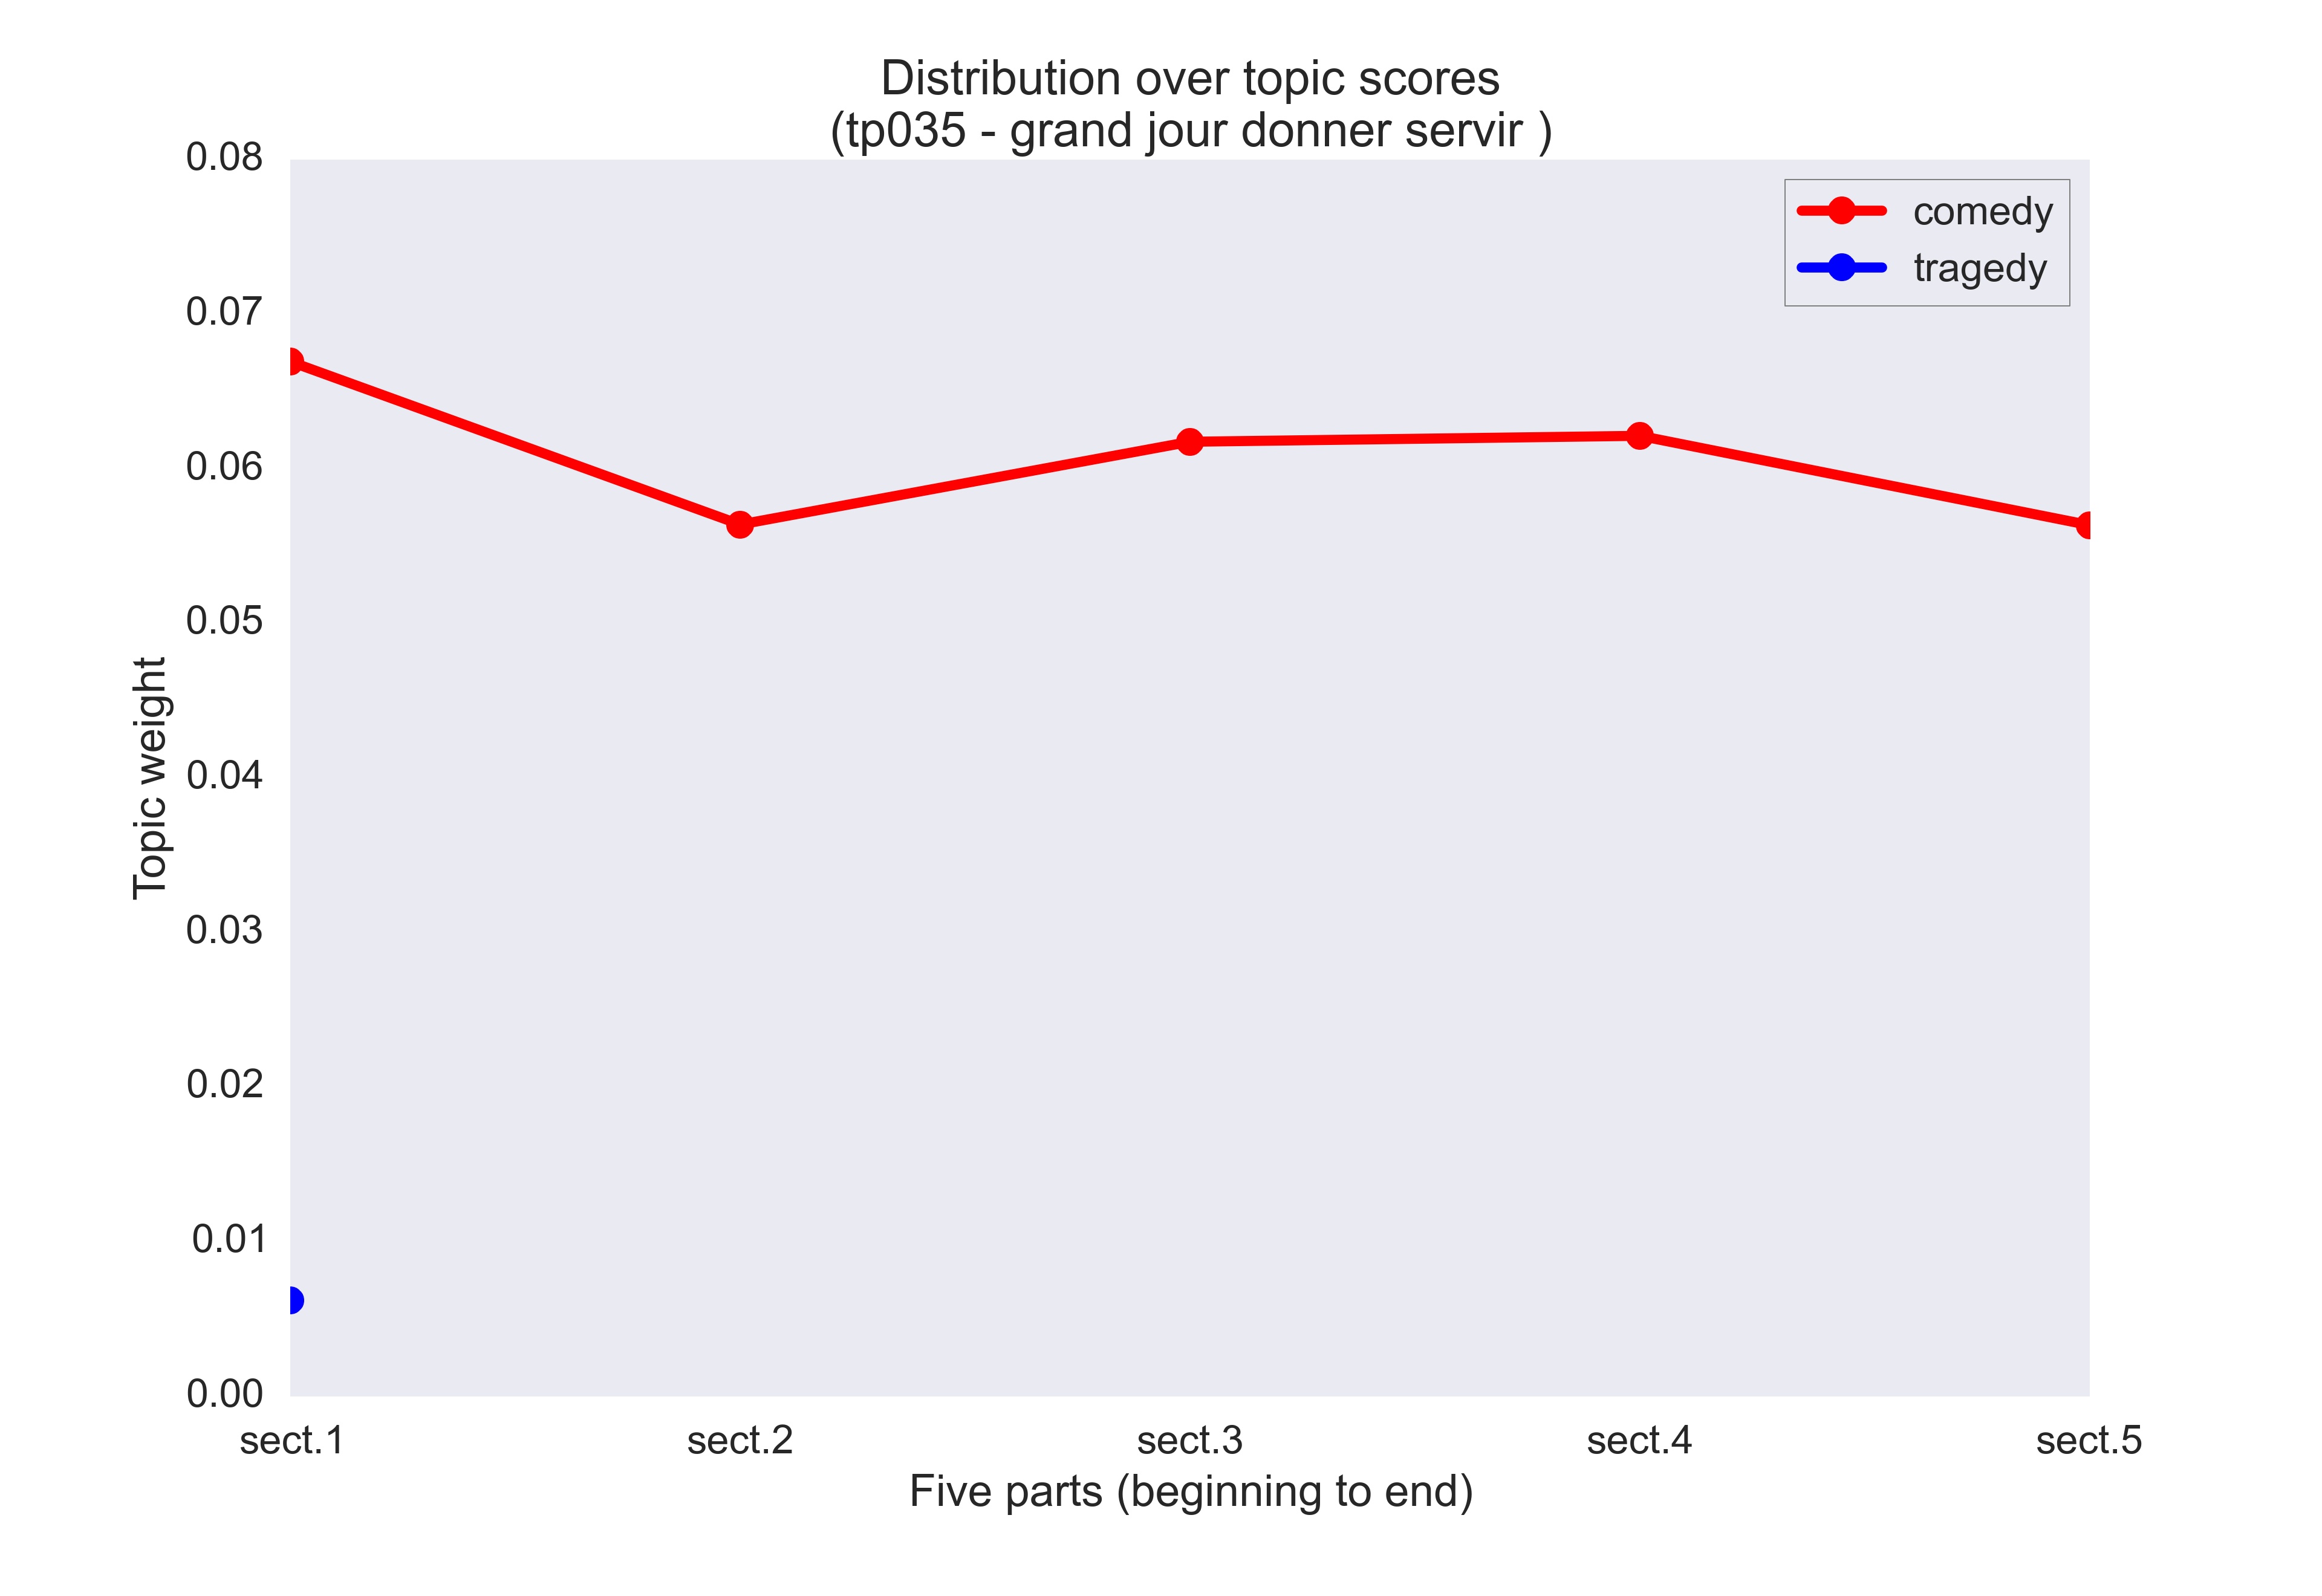 Distribution over topic scores
(tp035 - grand jour donner servir )
comedy
tragedy
0.08
0.07
0.06
0.05
0.04
0.03
0.02
0.01
0.00
Topic weight
sect.1 sect.2 sect.3 sect.4 sect.5
Five parts (beginning to end)